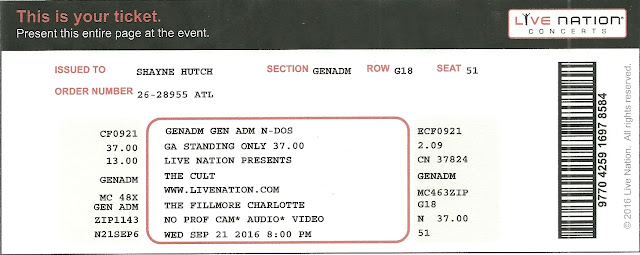 This is your ticket.
Present this entire page at the event.
LIVE NATION
CONCERTS
ISSUED TO SHAYNE HUTCH SECTION GENADM ROW G18 SEAT 51
ORDER NUMBER 26-28955 ATL
CF0921 GENADM GEN ADM N-DOS ECF0921
37.00 GA STANDING ONLY 37.00 2.09
13.00 LIVE NATION PRESENTS CN 37824
GENADM THE CULT GENADM
WWW.LIVENATION.COM MC463ZIP
MC 48X
GEN ADM THE FILLMORE CHARLOTTE G18
ZIP1143 NO PROF CAM* AUDIO* VIDEO N 37.00
N21SEP6 WED SEP 21 2016 8:00 PM 51
9770 4259 1697 8584
© 2016 Live Nation. All rights reserved.